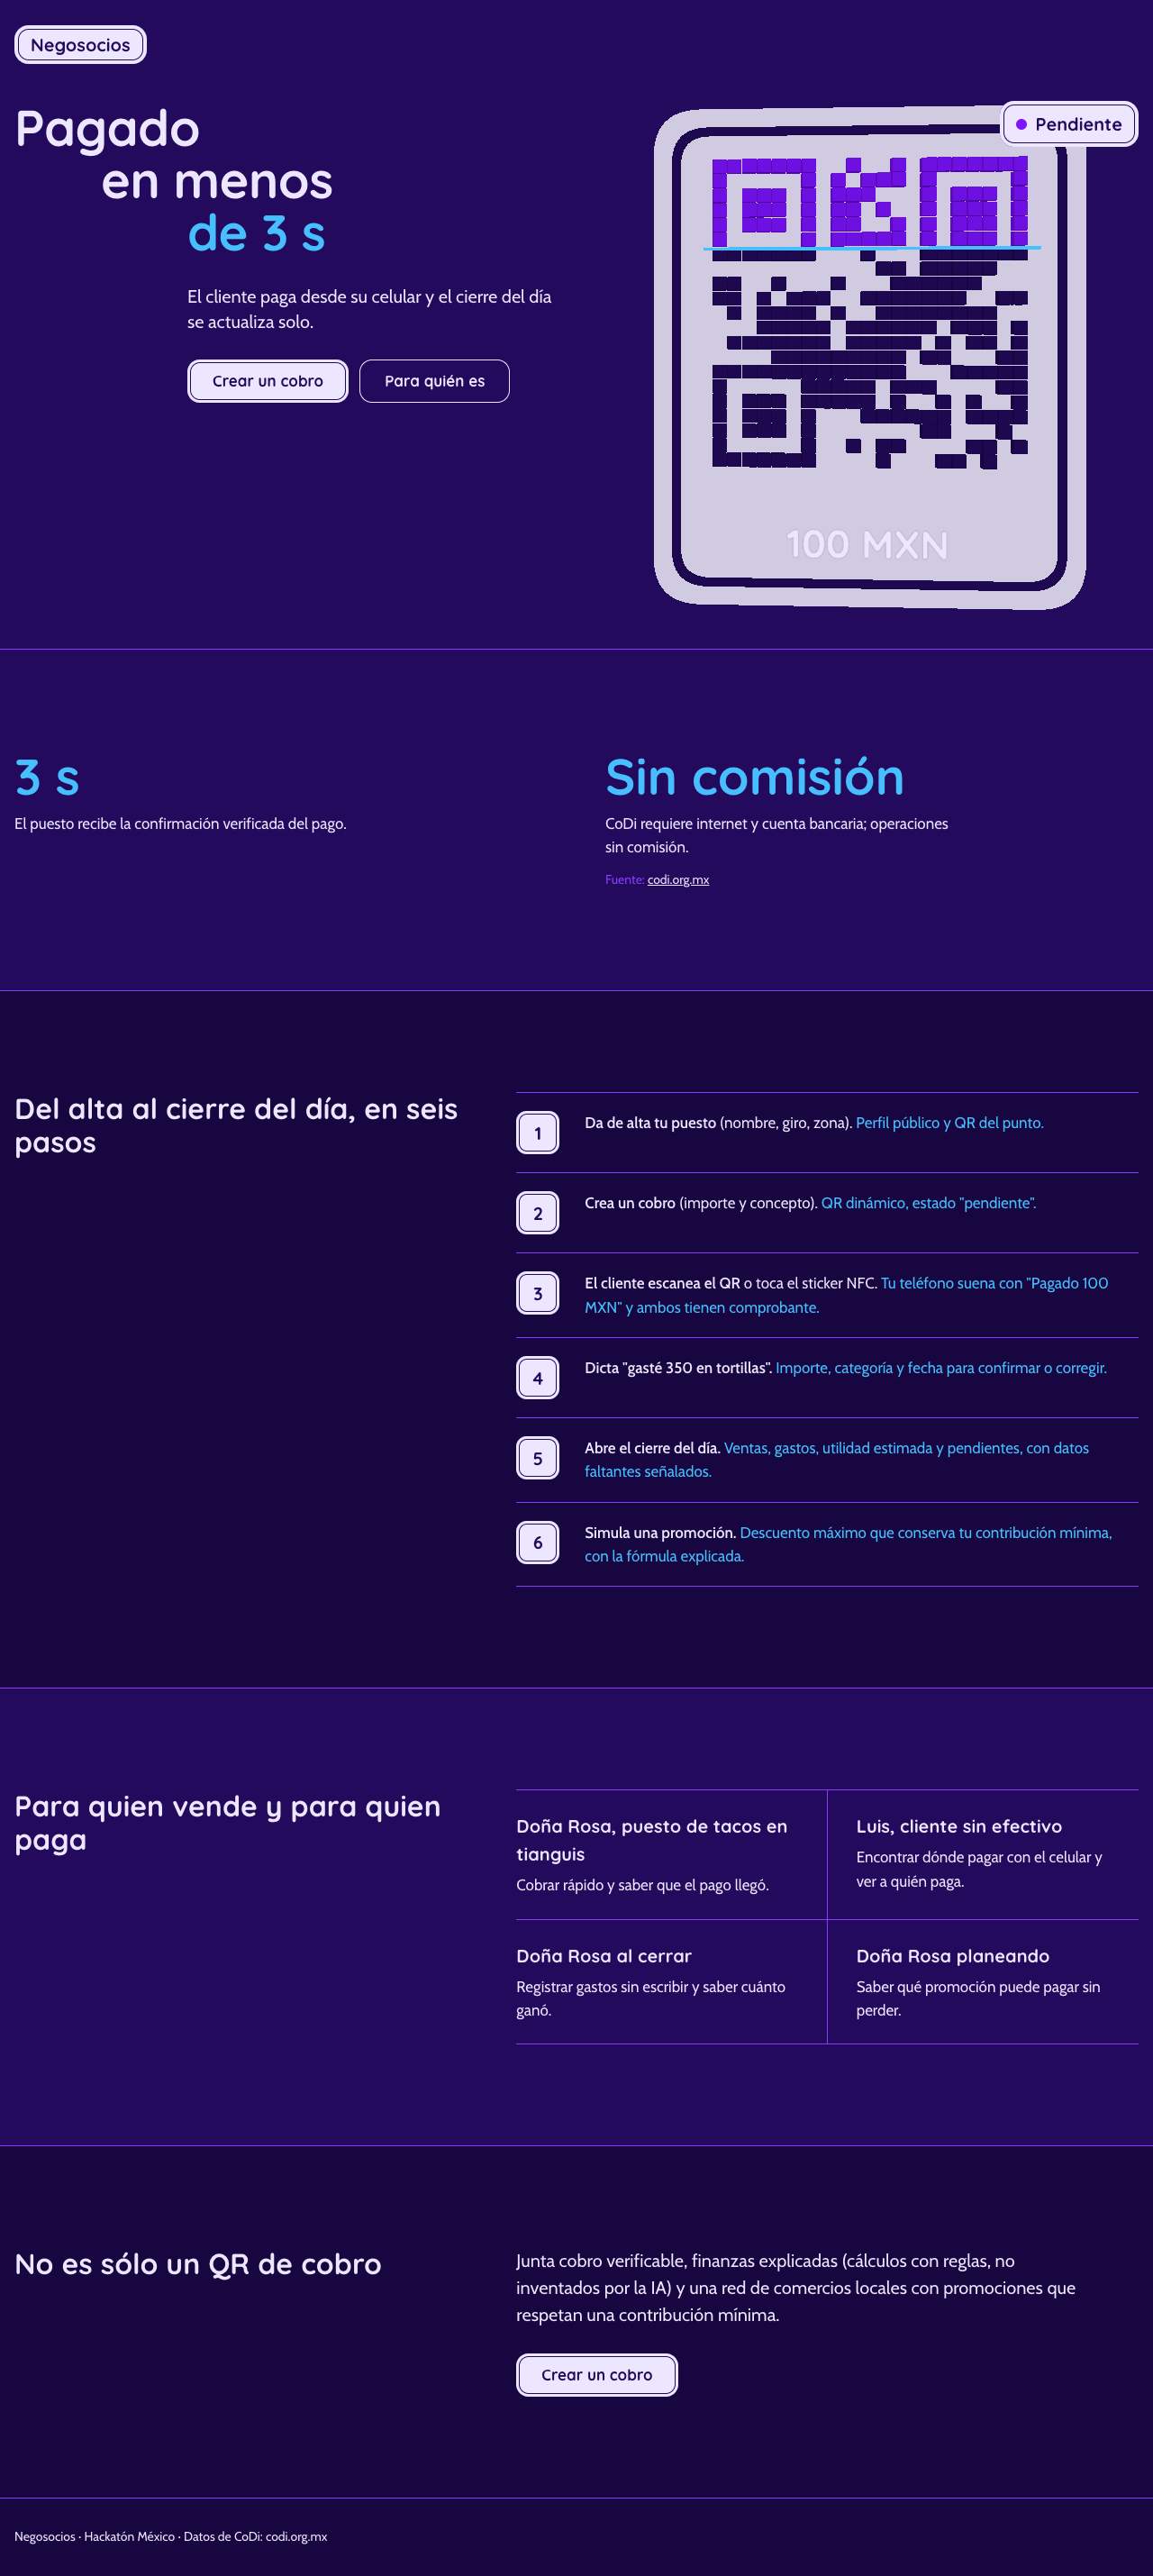 Negosocios
Pagado
en menos
de 3 s
El cliente paga desde su celular y el cierre del día
se actualiza solo.
Crear un cobro
Para quién es
Pendiente
100 MXN
3 s
El puesto recibe la confirmación verificada del pago.
Sin comisión
CoDi requiere internet y cuenta bancaria; operaciones
sin comisión.
Fuente: codi.org.mx
Del alta al cierre del día, en seis
pasos
1
Da de alta tu puesto (nombre, giro, zona). Perfil público y QR del punto.
2
Crea un cobro (importe y concepto). QR dinámico, estado "pendiente".
3
El cliente escanea el QR o toca el sticker NFC. Tu teléfono suena con "Pagado 100
MXN" y ambos tienen comprobante.
4
Dicta "gasté 350 en tortillas". Importe, categoría y fecha para confirmar o corregir.
5
Abre el cierre del día. Ventas, gastos, utilidad estimada y pendientes, con datos
faltantes señalados.
6
Simula una promoción. Descuento máximo que conserva tu contribución mínima,
con la fórmula explicada.
Para quien vende y para quien
paga
Doña Rosa, puesto de tacos en
tianguis
Cobrar rápido y saber que el pago llegó.
Luis, cliente sin efectivo
Encontrar dónde pagar con el celular y
ver a quién paga.
Doña Rosa al cerrar
Registrar gastos sin escribir y saber cuánto
ganó.
Doña Rosa planeando
Saber qué promoción puede pagar sin
perder.
No es sólo un QR de cobro
Junta cobro verificable, finanzas explicadas (cálculos con reglas, no
inventados por la IA) y una red de comercios locales con promociones que
respetan una contribución mínima.
Crear un cobro
Negosocios · Hackatón México · Datos de CoDi: codi.org.mx